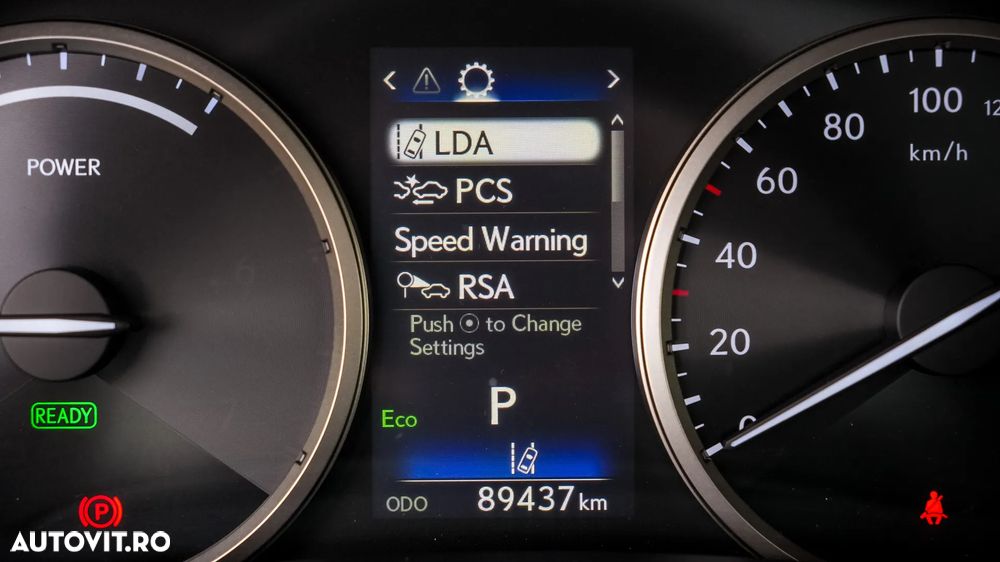 POWER
LDA
PCS
Speed Warning
RSA
Push to Change
Settings
Eco
P
ODO 89437 km
READY
P
100
80
km/h
60
40
20
0
AUTOVIT.RO